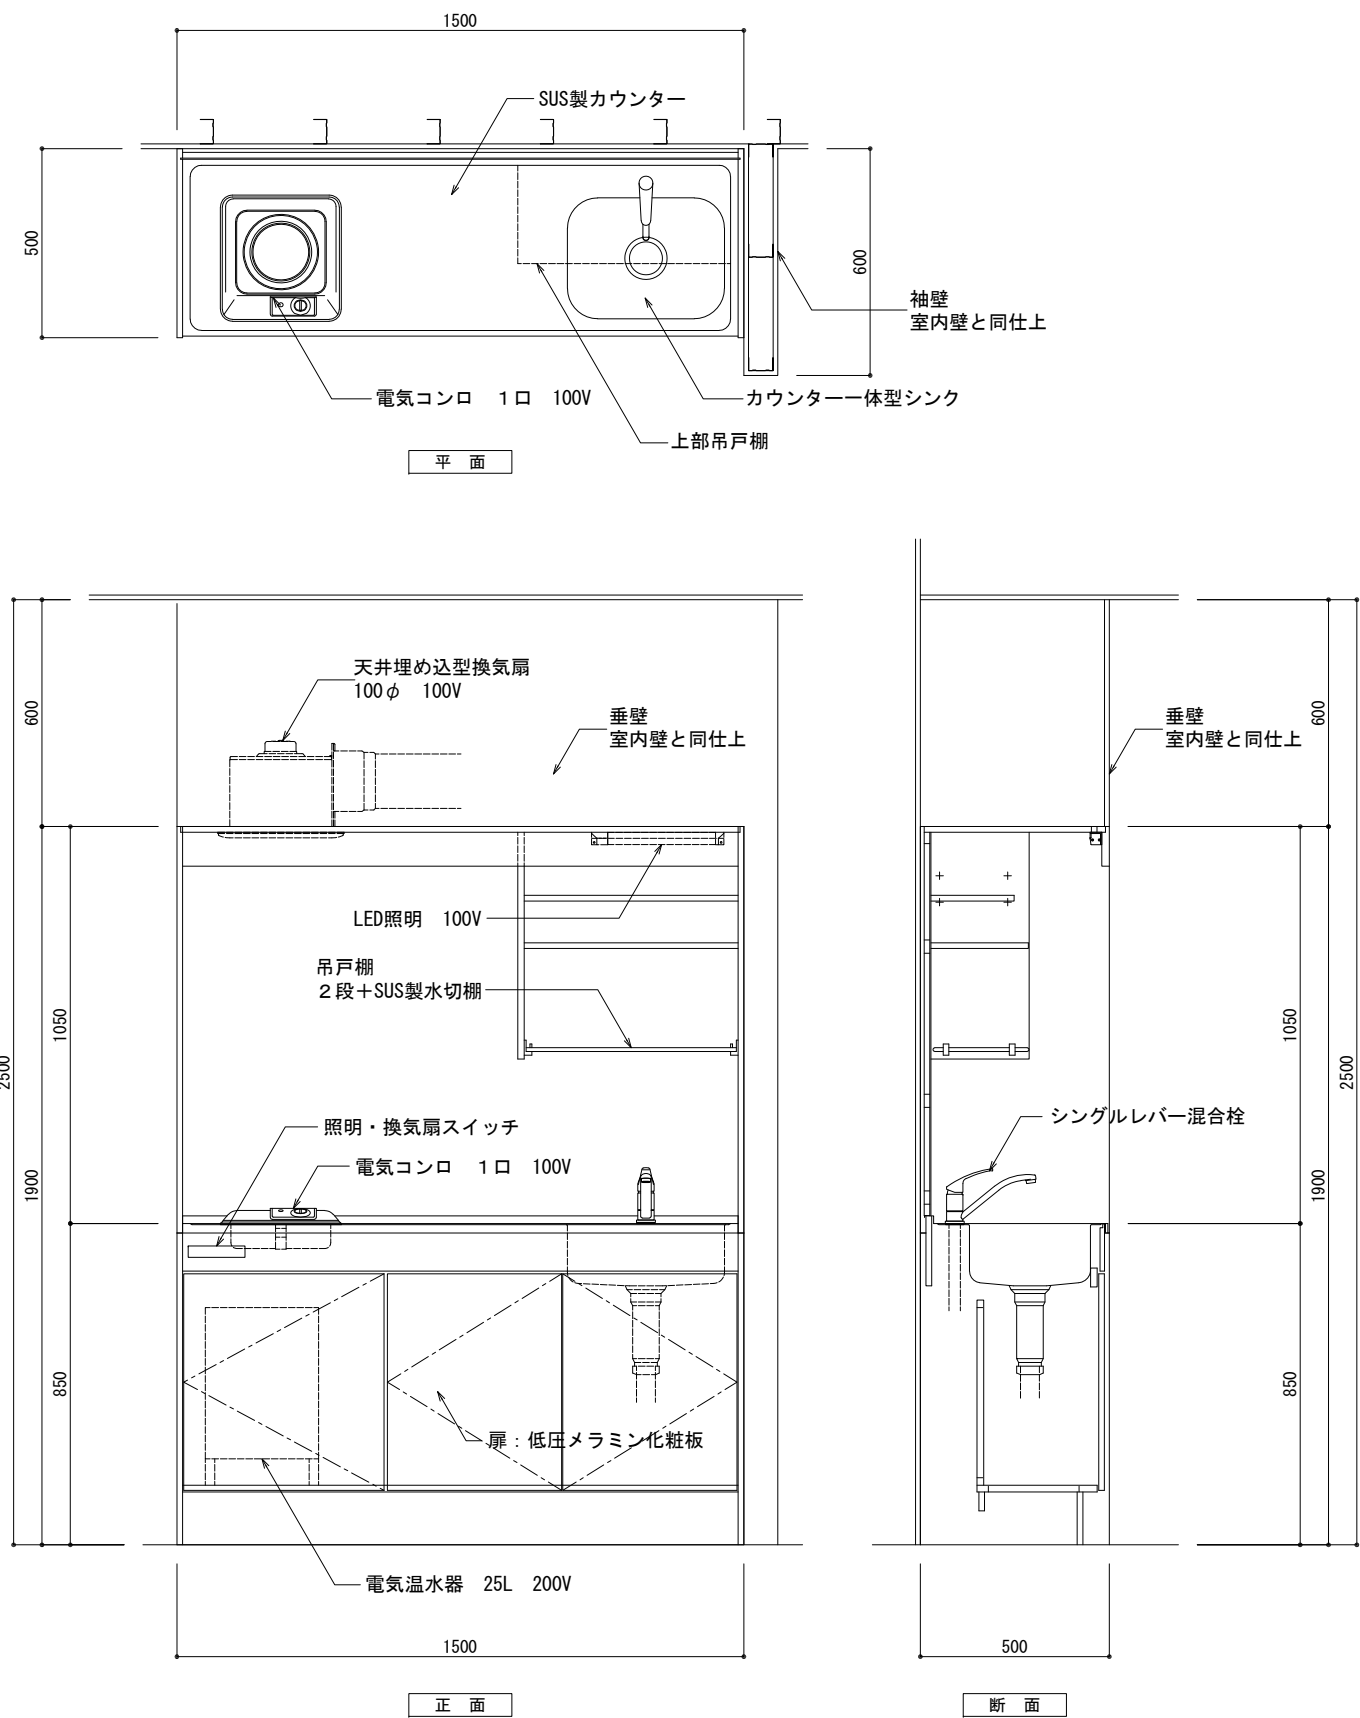 1500
SUS製カウンター
500
600
袖壁
室内壁と同仕上
電気コンロ　１口　100V
カウンター一体型シンク
上部吊戸棚
平　面
天井埋め込型換気扇
100φ　100V
垂壁
室内壁と同仕上
垂壁
室内壁と同仕上
600
600
LED照明　100V
吊戸棚
２段＋SUS製水切棚
1050
1050
2500
2500
照明・換気扇スイッチ
シングルレバー混合栓
電気コンロ　１口　100V
1900
1900
850
850
扉：低圧メラミン化粧板
電気温水器　25L　200V
1500
500
正　面
断　面